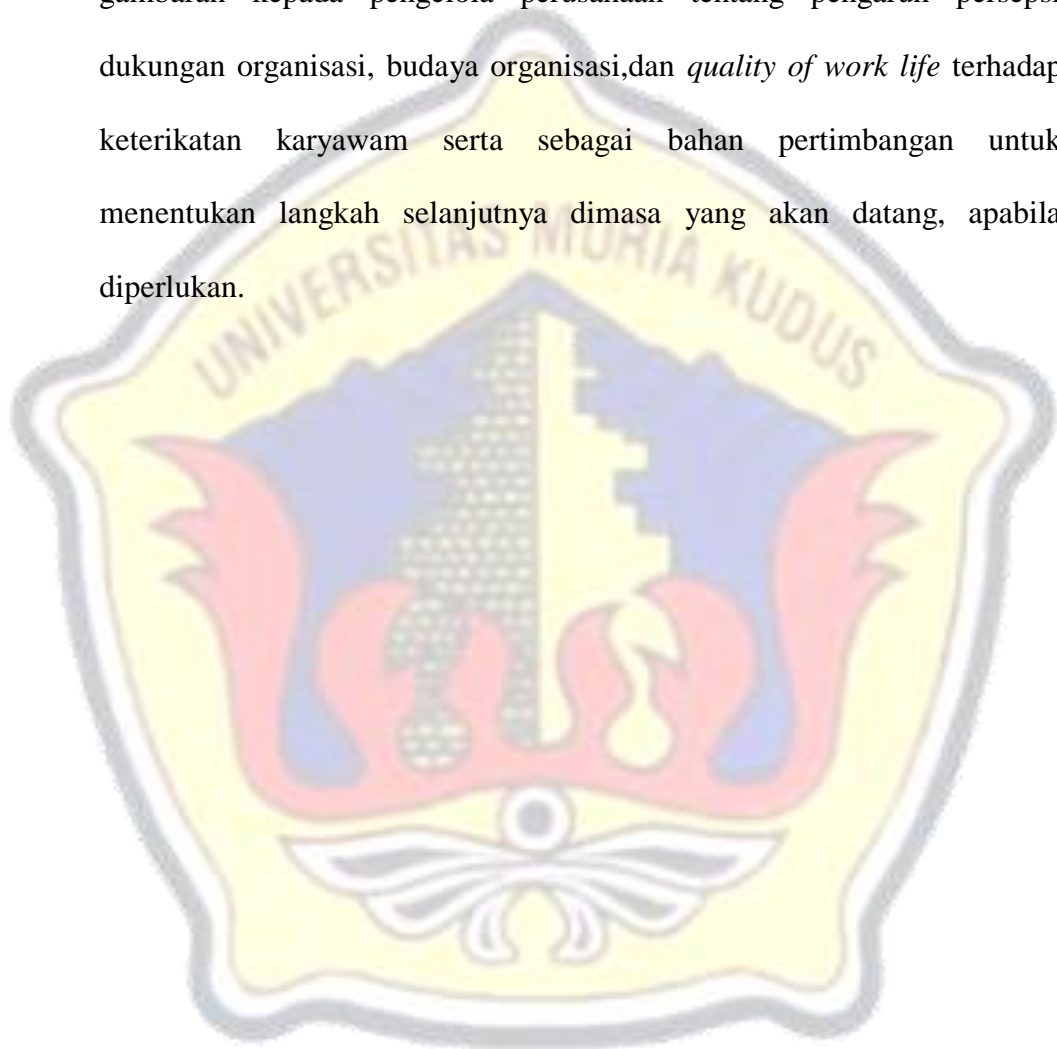 gambaran kepada pengelola perusahaan tentang pengaruh persepsi
dukungan organisasi, budaya organisasi,dan quality of work life terhadap
keterikatan karyawam serta sebagai bahan pertimbangan untuk
menentukan langkah selanjutnya dimasa yang akan datang, apabila
diperlukan.
UNIVERSITAS MURIA KUDUS